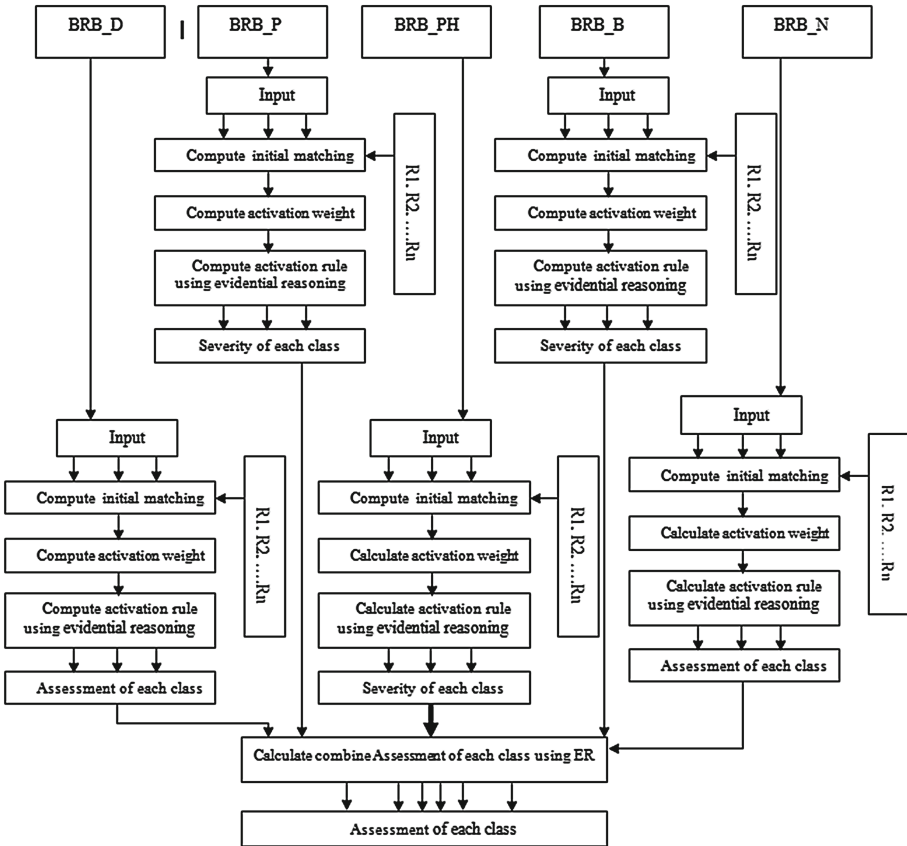 BRB_D
BRB_P
BRB_PH
BRB_B
BRB_N
Input
Compute initial matching
R1. R2. ….Rn
Compute activation weight
Compute activation rule
using evidential reasoning
Severity of each class
Input
Compute initial matching
R1. R2. ….Rn
Compute activation weight
Compute activation rule
using evidential reasoning
Severity of each class
Input
Compute initial matching
R1. R2. ….Rn
Compute activation weight
Compute activation rule
using evidential reasoning
Assessment of each class
Input
Compute initial matching
R1. R2. ….Rn
Calculate activation weight
Calculate activation rule
using evidential reasoning
Severity of each class
Input
Compute initial matching
R1. R2. ….Rn
Calculate activation weight
Calculate activation rule
using evidential reasoning
Assessment of each class
Calculate combine Assessment of each class using ER
Assessment of each class